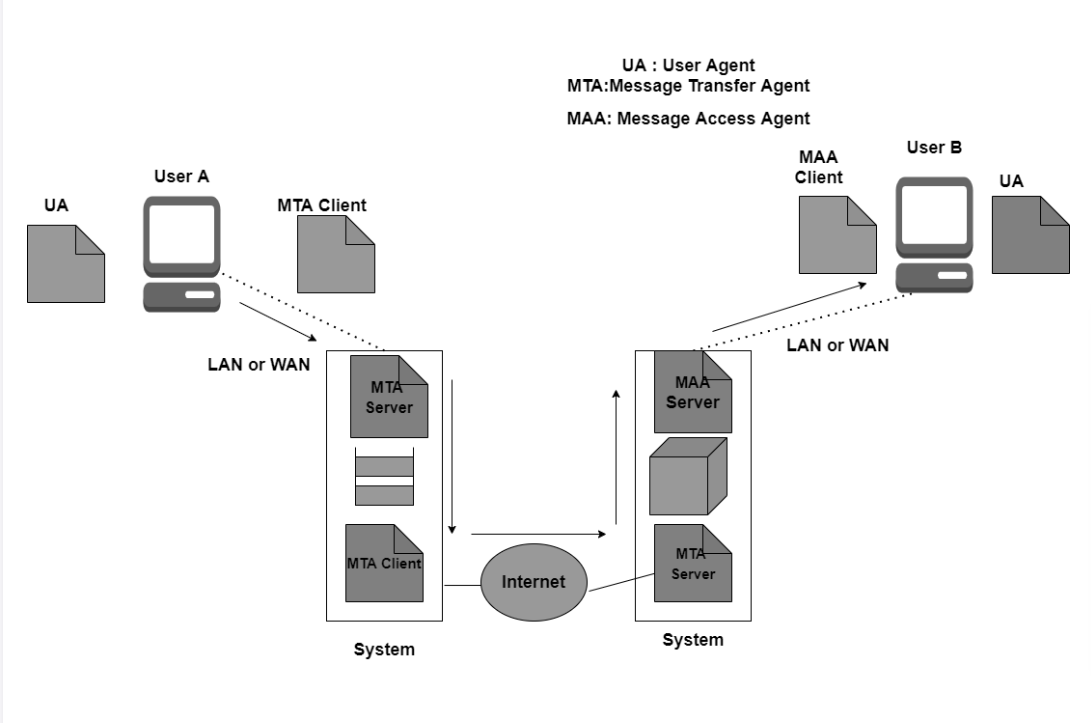 UA : User Agent
MTA:Message Transfer Agent
MAA: Message Access Agent
User A
UA
MTA Client
MAA
Client
User B
UA
LAN or WAN
LAN or WAN
MTA
Server
MTA Client
System
Internet
MAA
Server
MTA
Server
System